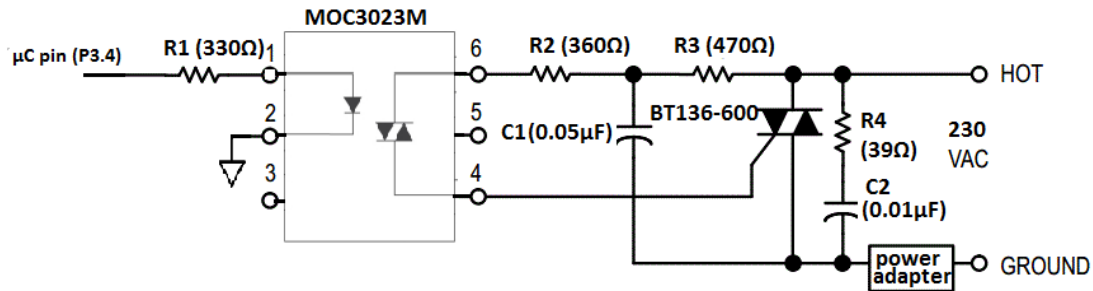 MOC3023M
µC pin (P3.4)
R1 (330Ω)
1
6
R2 (360Ω)
R3 (470Ω)
HOT
2
5
C1(0.05µF)
BT136-600
R4
(39Ω)
230
VAC
3
4
C2
(0.01µF)
power
adapter
GROUND